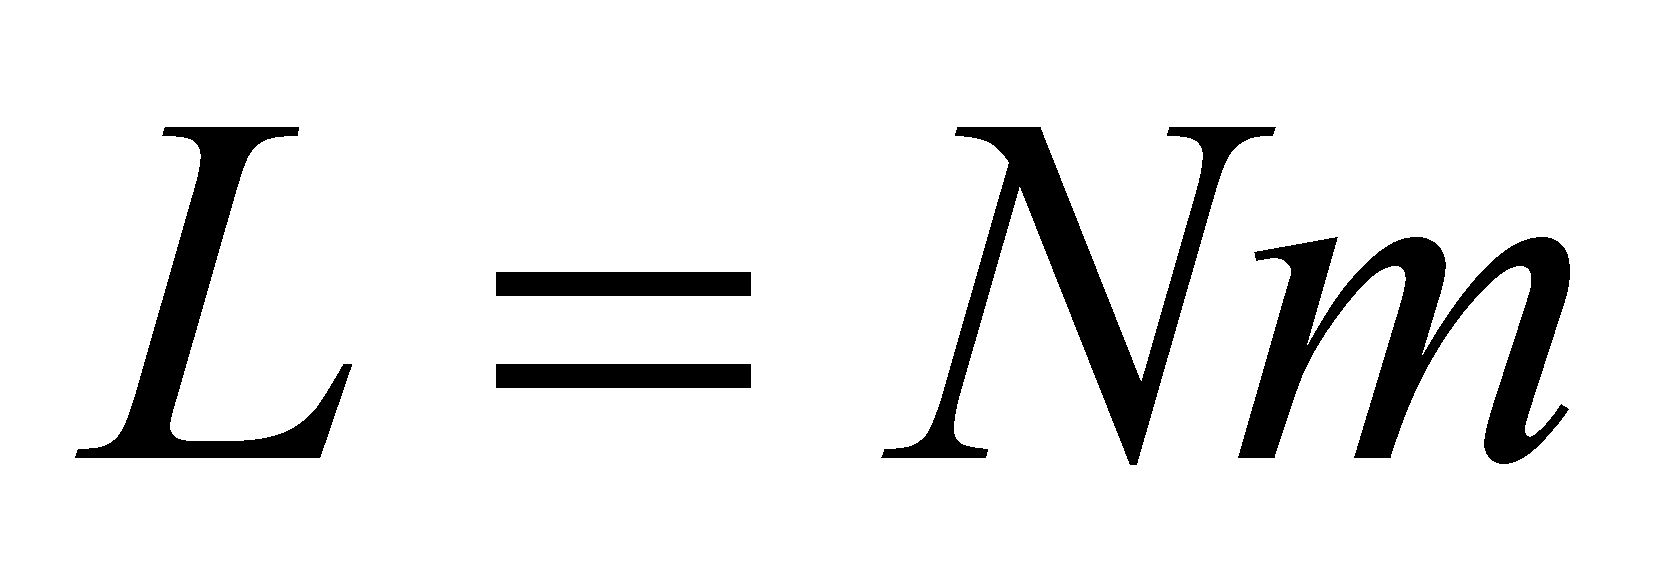 L = Nm